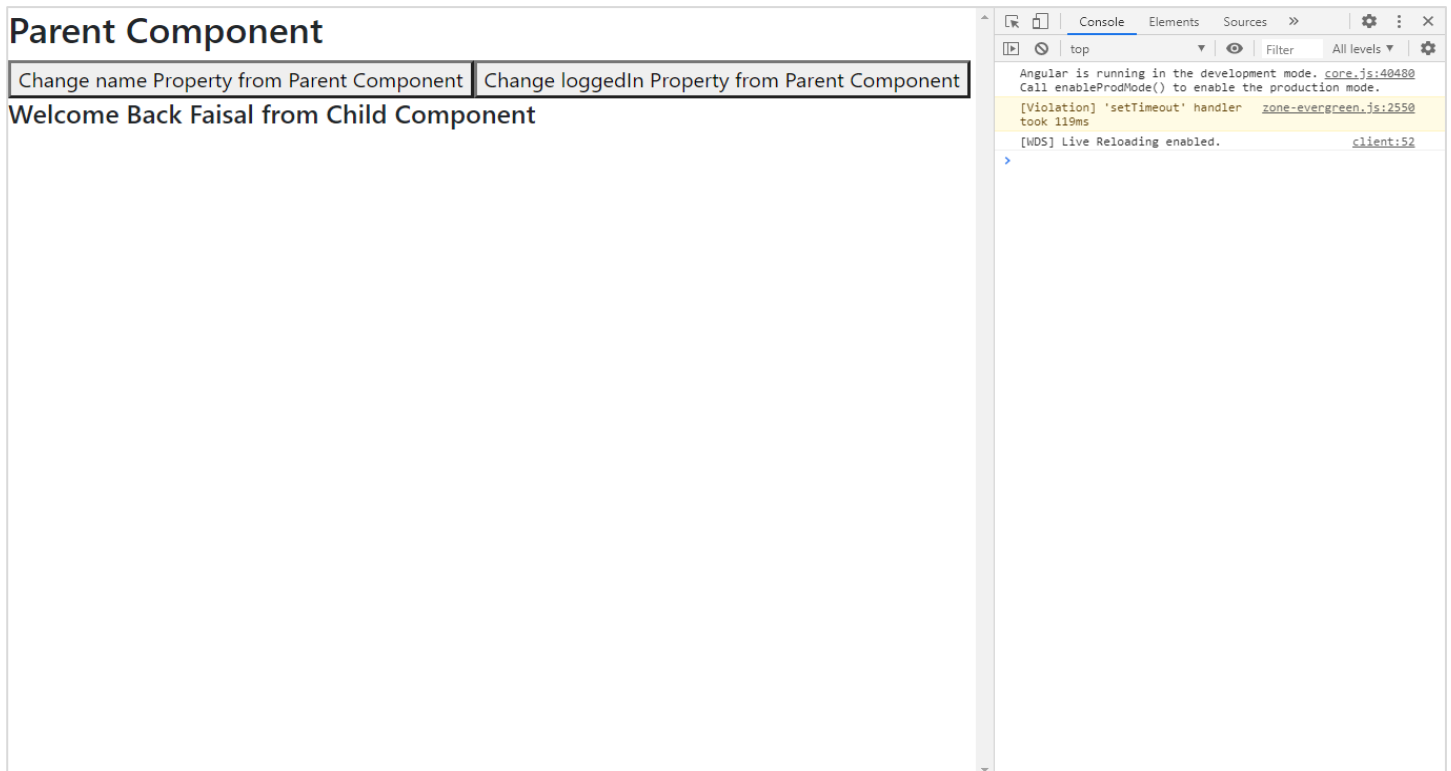 Parent Component
Change name Property from Parent Component Change loggedIn Property from Parent Component
Welcome Back Faisal from Child Component
Console Elements Sources »
top Filter All levels ▼
Angular is running in the development mode. core.js:40480
Call enableProdMode() to enable the production mode.
[Violation] 'setTimeout' handler zone-evergreen.js:2550
took 119ms
[WDS] Live Reloading enabled. client:52